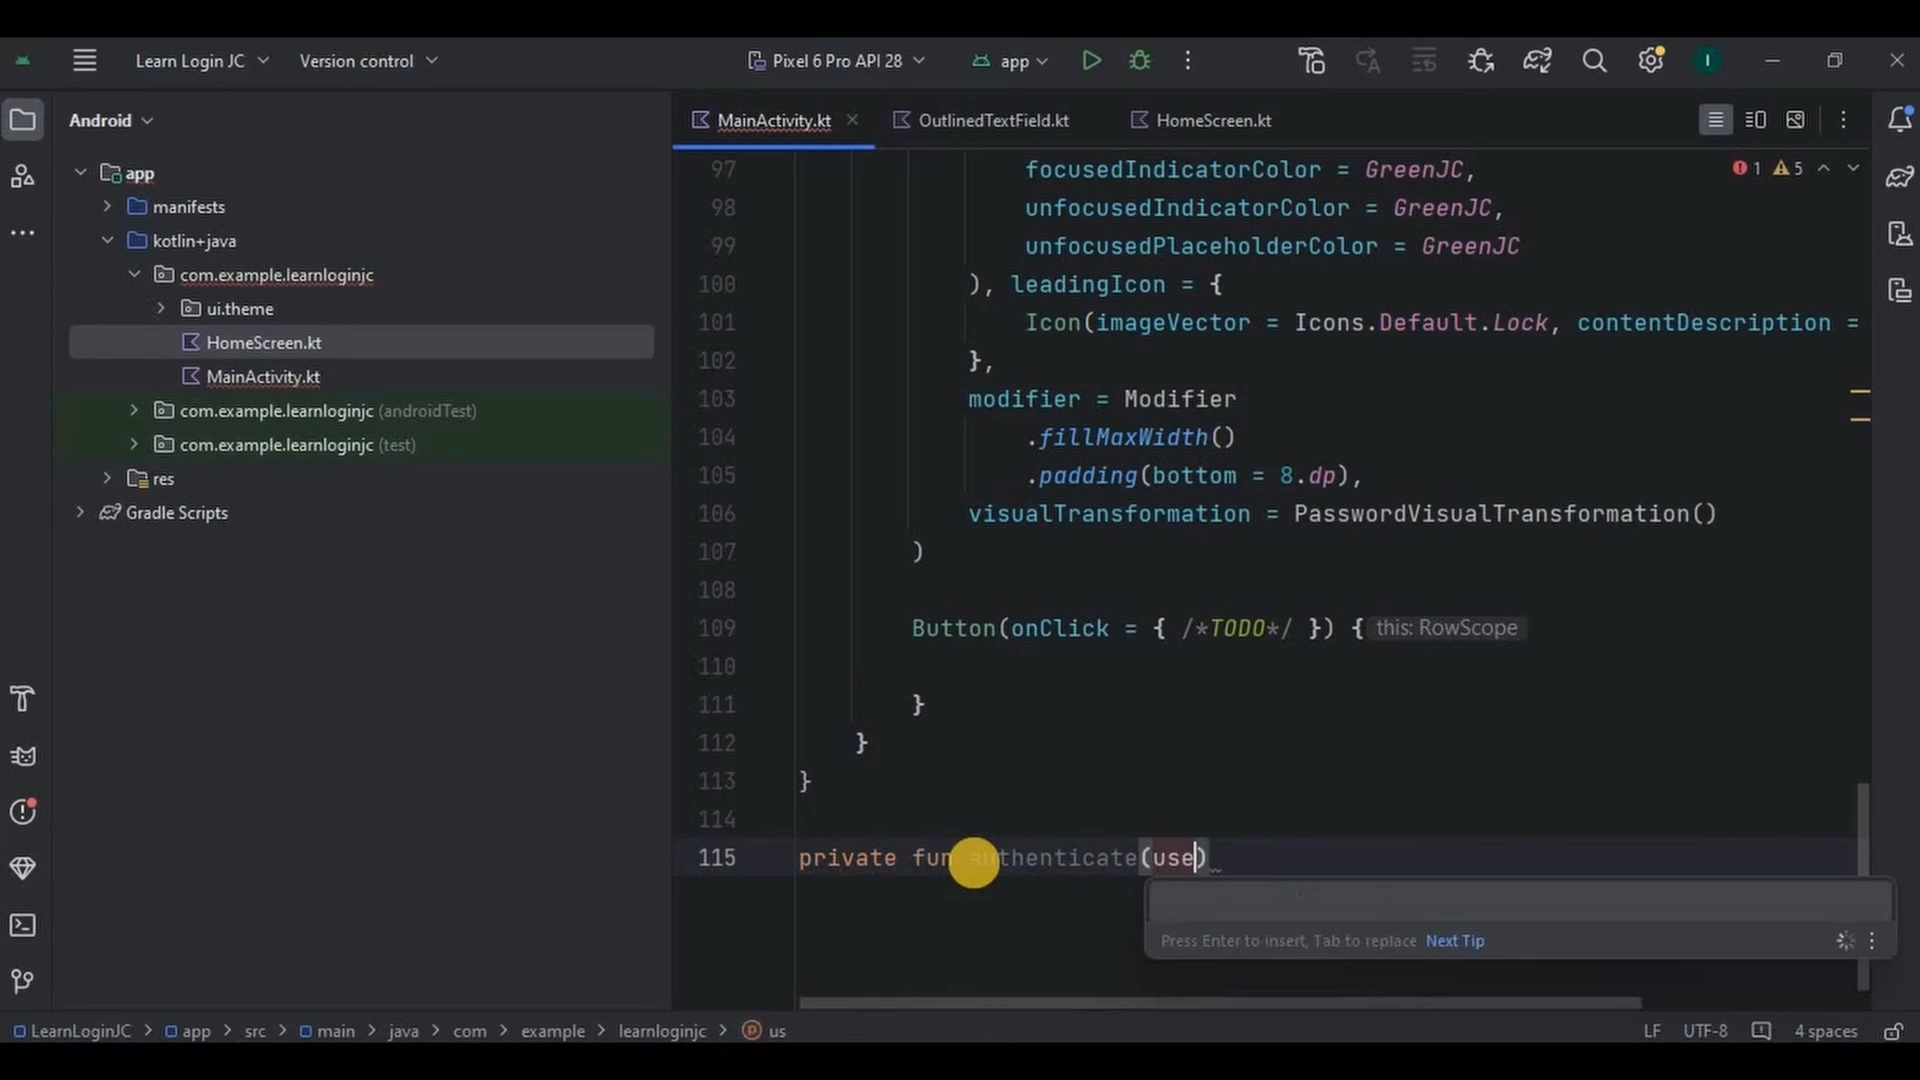 Learn Login JC
Version control
Pixel 6 Pro API 28
app
I
Android
MainActivity.kt
OutlinedTextField.kt
HomeScreen.kt
app
manifests
kotlin+java
com.example.learnloginjc
ui.theme
HomeScreen.kt
MainActivity.kt
com.example.learnloginjc (androidTest)
com.example.learnloginjc (test)
res
Gradle Scripts
1 5
97 focusedIndicatorColor = GreenJC,
98 unfocusedIndicatorColor = GreenJC,
99 unfocusedPlaceholderColor = GreenJC
100 ), leadingIcon = {
101 Icon(imageVector = Icons.Default.Lock, contentDescription =
102 },
103 modifier = Modifier
104 .fillMaxWidth()
105 .padding(bottom = 8.dp),
106 visualTransformation = PasswordVisualTransformation()
107 )
108
109 Button(onClick = { /*TODO*/ }) { this: RowScope
110
111 }
112 }
113 }
114
115 private fun authenticate(use)
Press Enter to insert, Tab to replace Next Tip
LearnLoginJC > app > src > main > java > com > example > learnloginjc > us
LF UTF-8 4 spaces